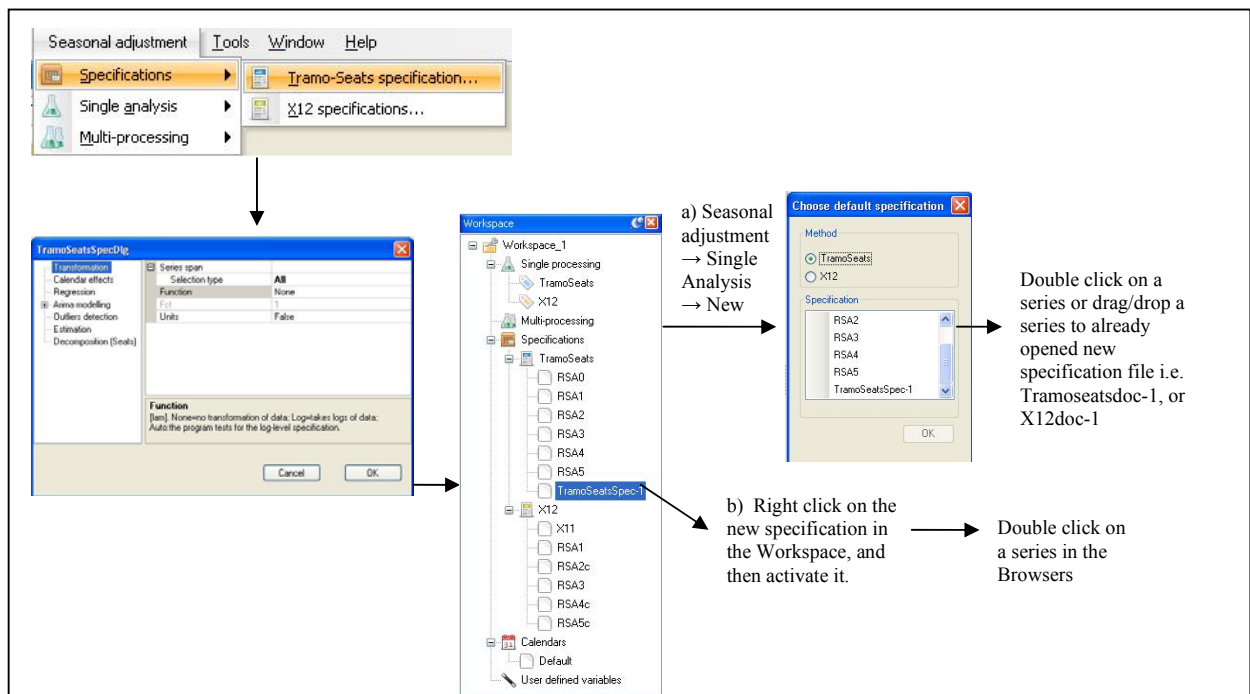 Seasonal adjustment Tools Window Help
Specifications
Single analysis
Multi-processing
Tramo-Seats specification...
X12 specifications...
TramoSeatsSpecDlg
Transformation
Calendar effects
Regression
Arima modelling
Outliers detection
Estimation
Decomposition (Seats)
Series span
Selection type All
Function None
Fct 1
Units False
Function
[lam]. None=no transformation of data; Log=takes logs of data;
Auto:the program tests for the log-level specification.
Cancel OK
Workspace
Workspace_1
Single processing
TramoSeats
X12
Multi-processing
Specifications
TramoSeats
RSA0
RSA1
RSA2
RSA3
RSA4
RSA5
TramoSeatsSpec-1
X12
X11
RSA1
RSA2c
RSA3
RSA4c
RSA5c
Calendars
31
Default
User defined variables
a) Seasonal
adjustment
→ Single
Analysis
→ New
Choose default specification
Method
TramoSeats
X12
Specification
RSA2
RSA3
RSA4
RSA5
TramoSeatsSpec-1
OK
Double click on a
series or drag/drop a
series to already
opened new
specification file i.e.
Tramoseatsdoc-1, or
X12doc-1
b) Right click on the
new specification in
the Workspace, and
then activate it.
Double click on
a series in the
Browsers